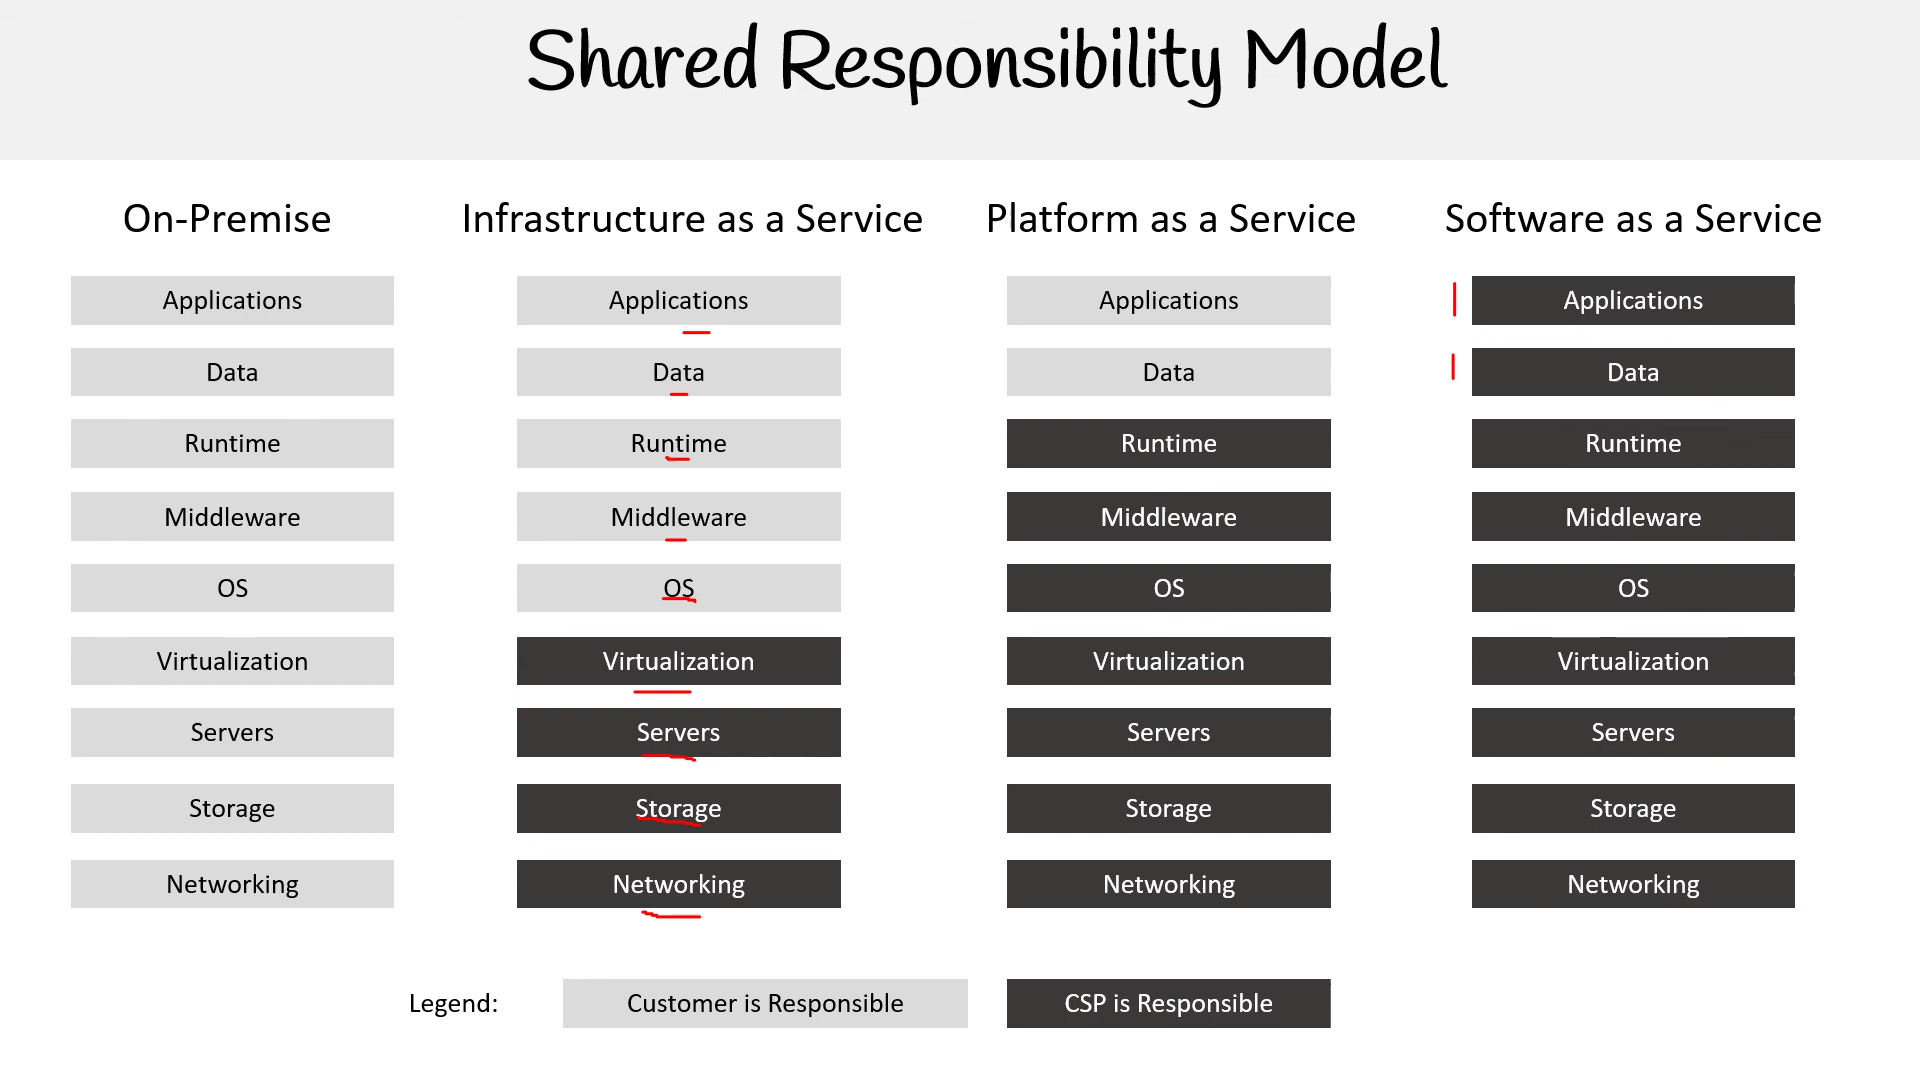 Shared Responsibility Model
On-Premise
Applications
Data
Runtime
Middleware
OS
Virtualization
Servers
Storage
Networking
Infrastructure as a Service
Applications
Data
Runtime
Middleware
OS
Virtualization
Servers
Storage
Networking
Platform as a Service
Applications
Data
Runtime
Middleware
OS
Virtualization
Servers
Storage
Networking
Software as a Service
Applications
Data
Runtime
Middleware
OS
Virtualization
Servers
Storage
Networking
Legend:
Customer is Responsible
CSP is Responsible